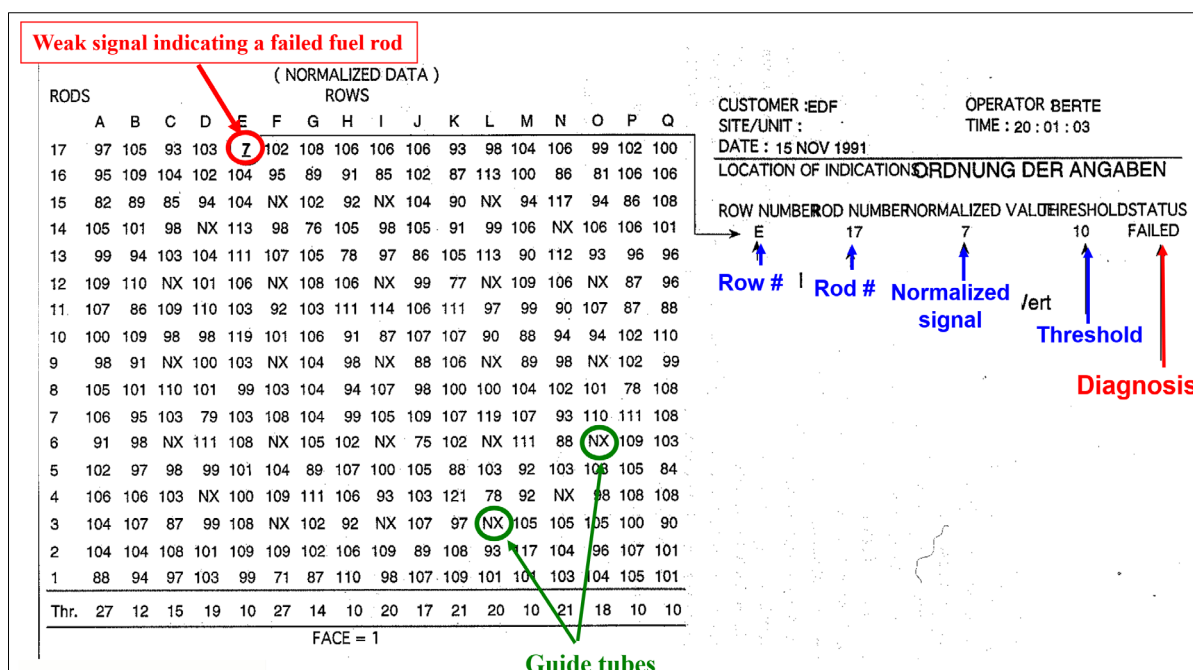 Weak signal indicating a failed fuel rod
( NORMALIZED DATA )
RODS ROWS
A B C D E F G H I J K L M N O P Q
17 97 105 93 103 7 102 108 106 106 106 93 98 104 106 99 102 100
16 95 109 104 102 104 95 89 91 85 102 87 113 100 86 81 106 106
15 82 89 85 94 104 NX 102 92 NX 104 90 NX 94 117 94 86 108
14 105 101 98 NX 113 98 76 105 98 105 91 99 106 NX 106 106 101
13 99 94 103 104 111 107 105 78 97 86 105 113 90 112 93 96 96
12 109 110 NX 101 106 NX 108 106 NX 99 77 NX 109 106 NX 87 96
11 107 86 109 110 103 92 103 111 114 106 111 97 99 90 107 87 88
10 100 109 98 98 119 101 106 91 87 107 107 90 88 94 94 102 110
9 98 91 NX 100 103 NX 104 98 NX 88 106 NX 89 98 NX 102 99
8 105 101 110 101 99 103 104 94 107 98 100 100 104 102 101 78 108
7 106 95 103 79 103 108 104 99 105 109 107 119 107 93 110 111 108
6 91 98 NX 111 108 NX 105 102 NX 75 102 NX 111 88 NX 109 103
5 102 97 98 99 101 104 89 107 100 105 88 103 92 103 108 105 84
4 106 106 103 NX 100 109 111 106 93 103 121 78 92 NX 98 108 108
3 104 107 87 99 108 NX 102 92 NX 107 97 NX 105 105 105 100 90
2 104 104 108 101 109 109 102 106 109 89 108 93 117 104 96 107 101
1 88 94 97 103 99 71 87 110 98 107 109 101 101 103 104 105 101
Thr. 27 12 15 19 10 27 14 10 20 17 21 20 10 21 18 10 10
FACE = 1
Guide tubes
CUSTOMER :EDF OPERATOR :BERTE
SITE/UNIT : TIME : 20 : 01 : 03
DATE : 15 NOV 1991
LOCATION OF INDICATIONS ORDNUNG DER ANGABEN
ROW NUMBER ROD NUMBER NORMALIZED VALUE THRESHOLD STATUS
E 17 7 10 FAILED
Row # Rod # Normalized signal /ert Threshold
Diagnosis